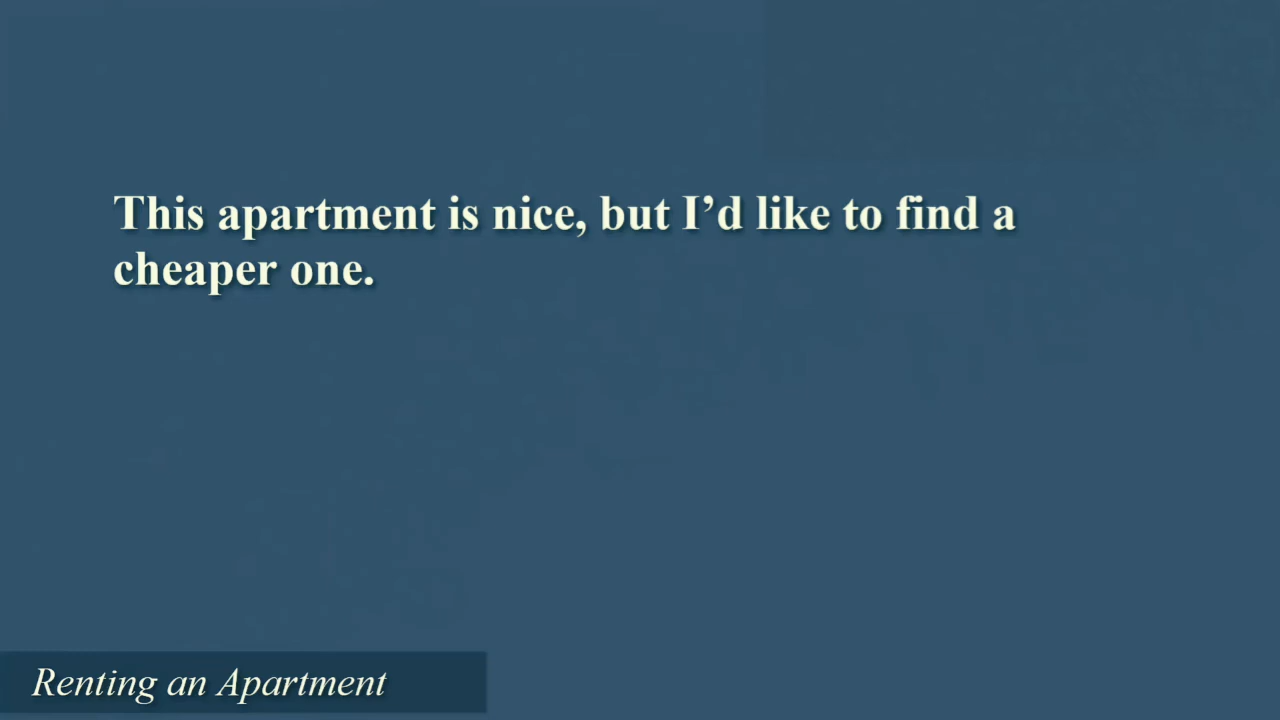 This apartment is nice, but I’d like to find a
cheaper one.
Renting an Apartment